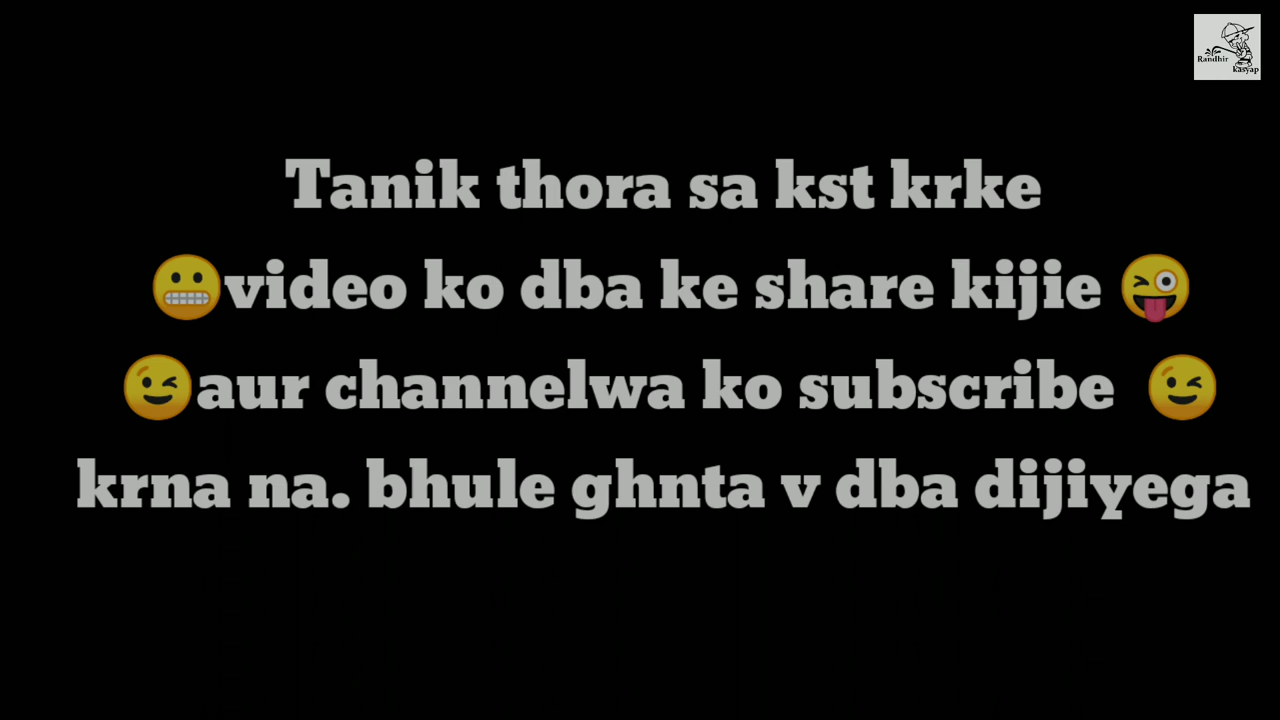 Randhir
kasyap
Tanik thora sa kst krke
😬video ko dba ke share kijie 😜
😉aur channelwa ko subscribe 😉
krna na. bhule ghnta v dba dijiyega